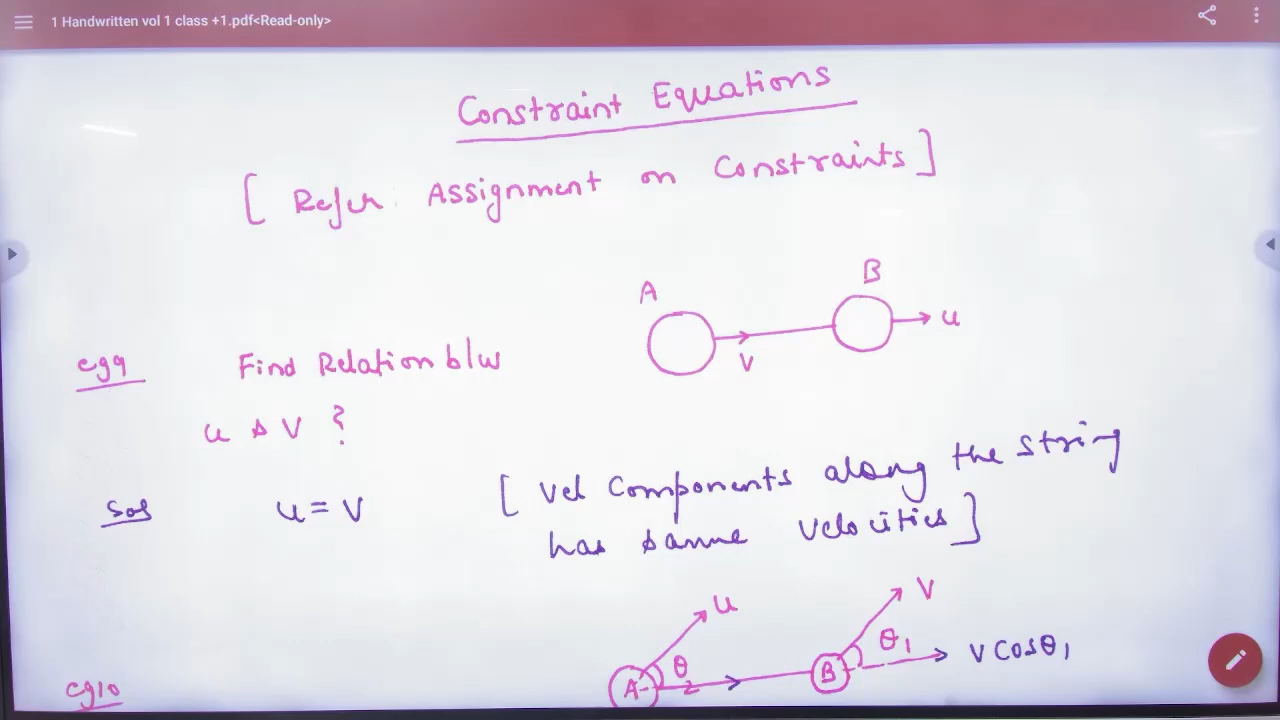 1 Handwritten vol 1 class +1.pdf<Read-only>
Constraint Equations
[ Refer: Assignment on Constraints ]
A
B
u
V
eg9
Find Relation b/w
u & V ?
Sol
u = V
[ Vel Components along the string
has same velocities ]
u
V
θ1
V Cosθ1
θ2
A
B
eg10